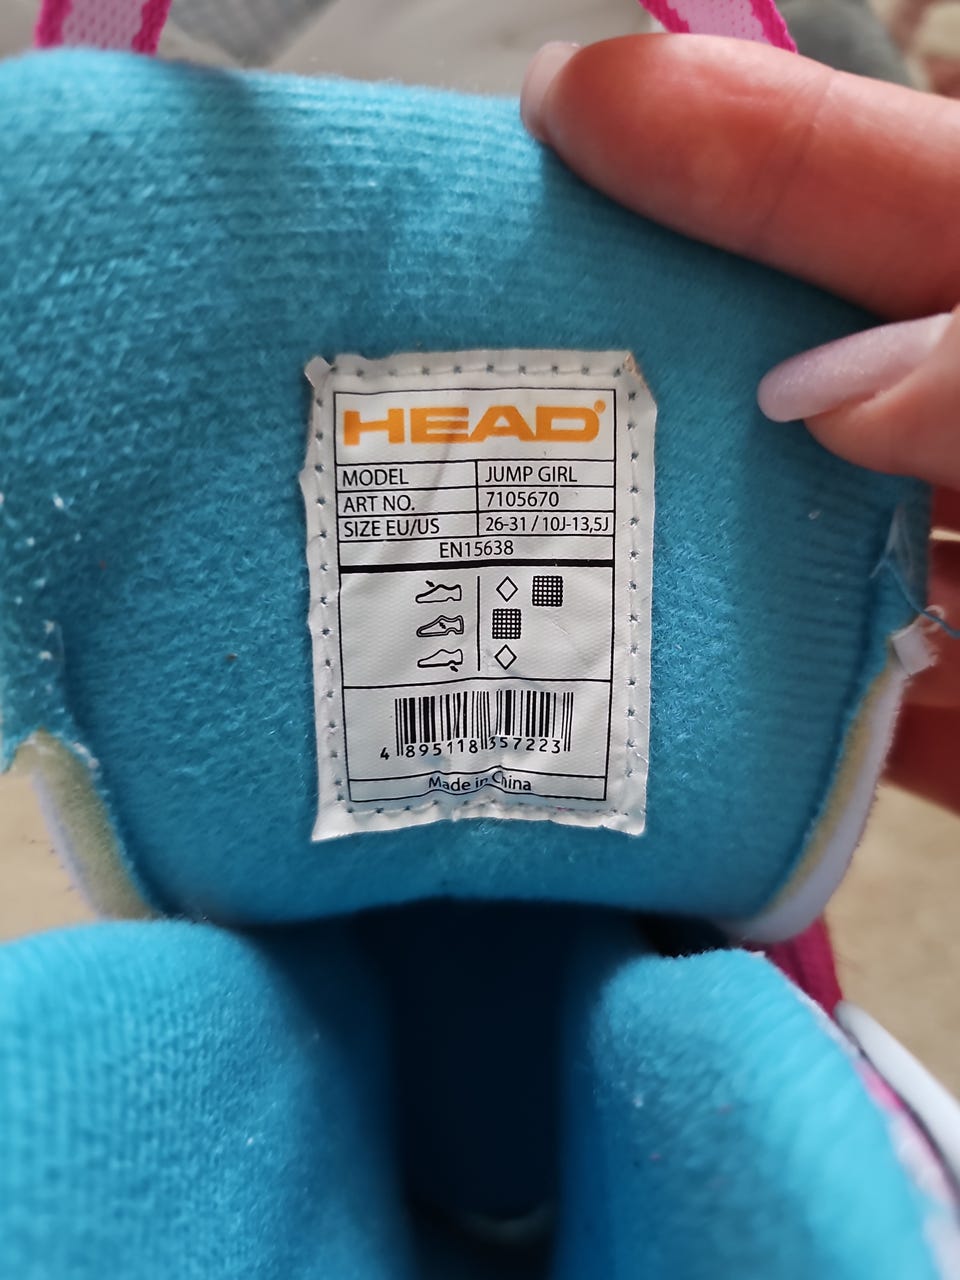 HEAD®
MODEL JUMP GIRL
ART NO. 7105670
SIZE EU/US 26-31 / 10J-13,5J
EN15638
4 895118 357223
Made in China